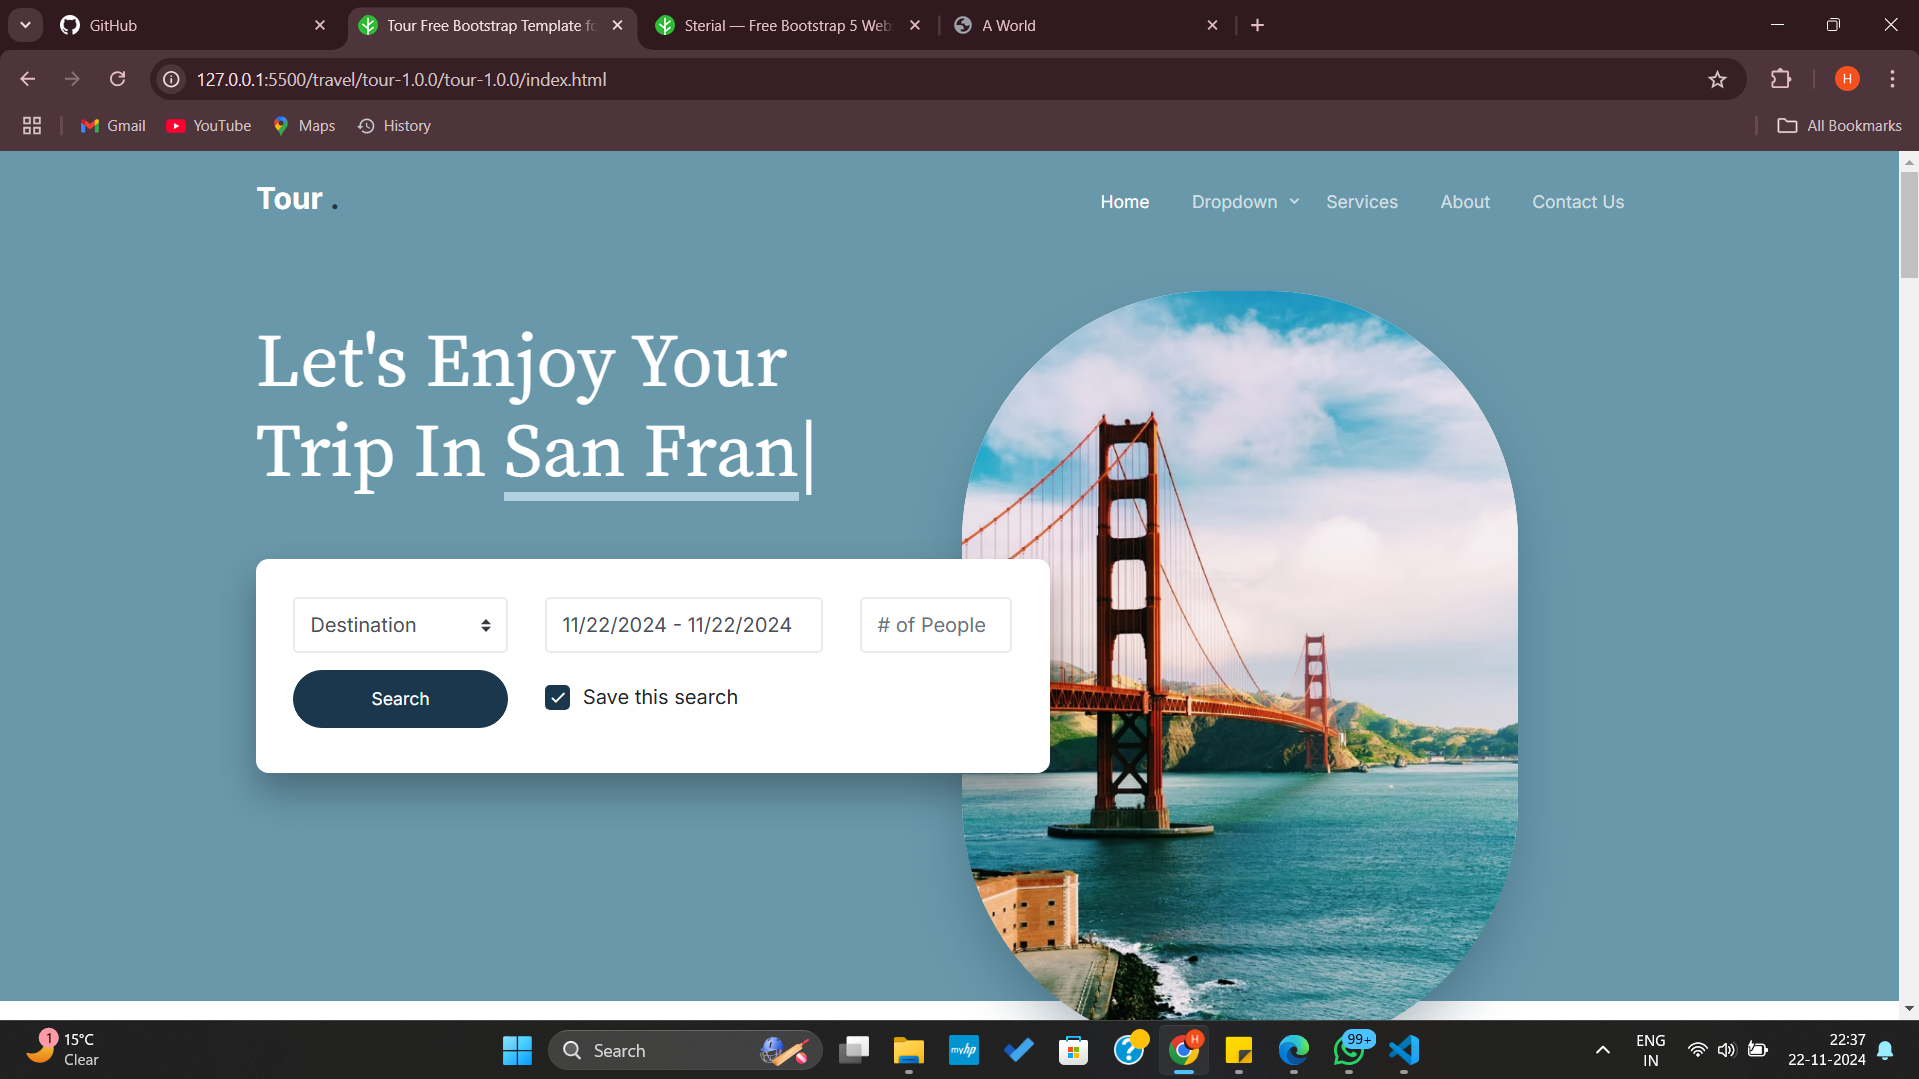 GitHub
Tour Free Bootstrap Template fo
Sterial — Free Bootstrap 5 Web
A World
127.0.0.1:5500/travel/tour-1.0.0/tour-1.0.0/index.html
H
Gmail
YouTube
Maps
History
All Bookmarks
Tour .
Home
Dropdown
Services
About
Contact Us
Let's Enjoy Your
Trip In San Fran|
Destination
11/22/2024 - 11/22/2024
# of People
Search
Save this search
1
15°C
Clear
Search
myhp
H
99+
ENG
IN
22:37
22-11-2024